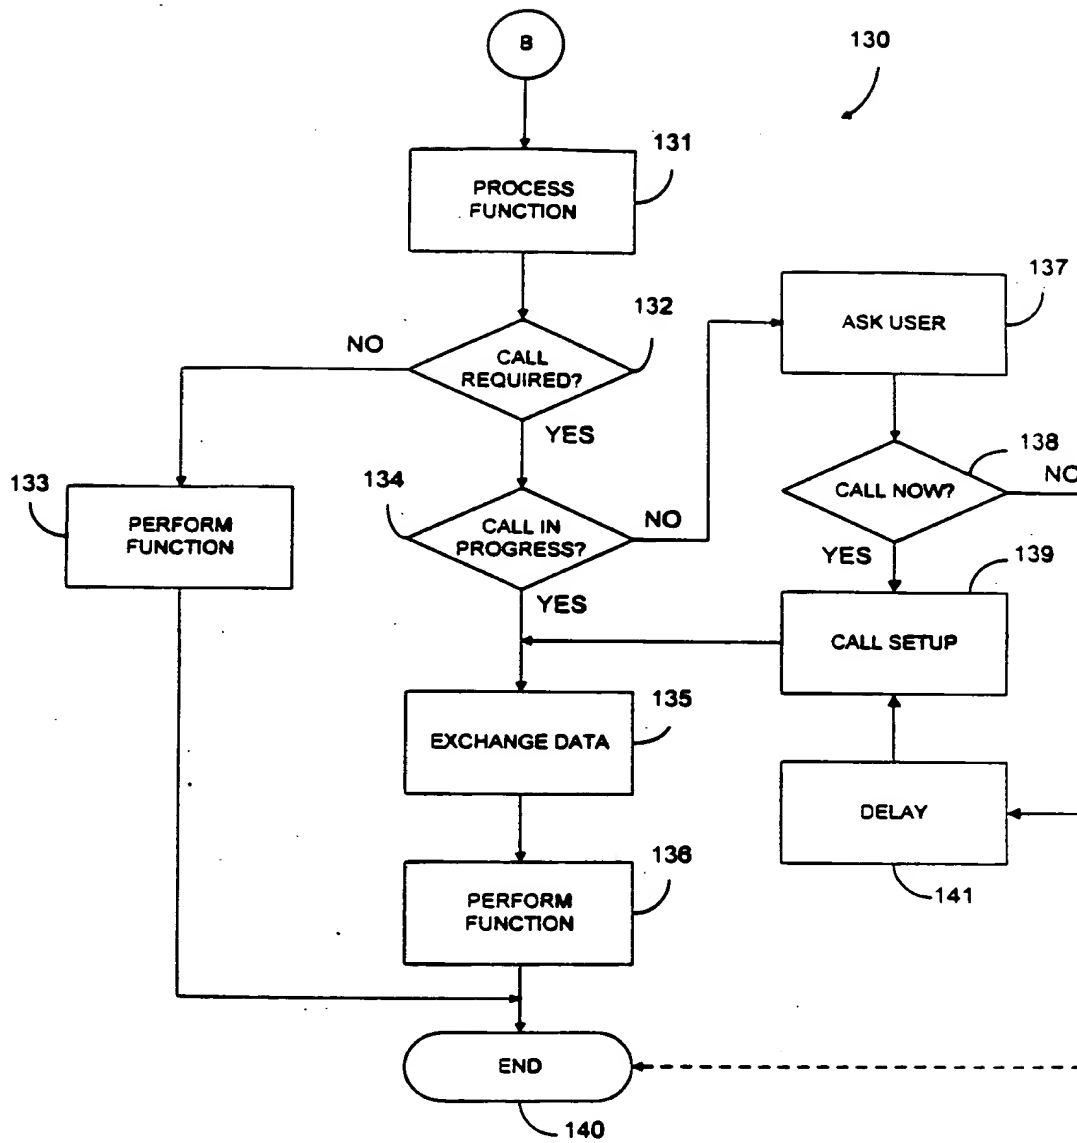 B
130
131
PROCESS
FUNCTION
132
NO
CALL
REQUIRED?
YES
137
ASK USER
138
CALL NOW?
NO
YES
133
PERFORM
FUNCTION
134
CALL IN
PROGRESS?
NO
YES
139
CALL SETUP
135
EXCHANGE DATA
DELAY
141
136
PERFORM
FUNCTION
END
140